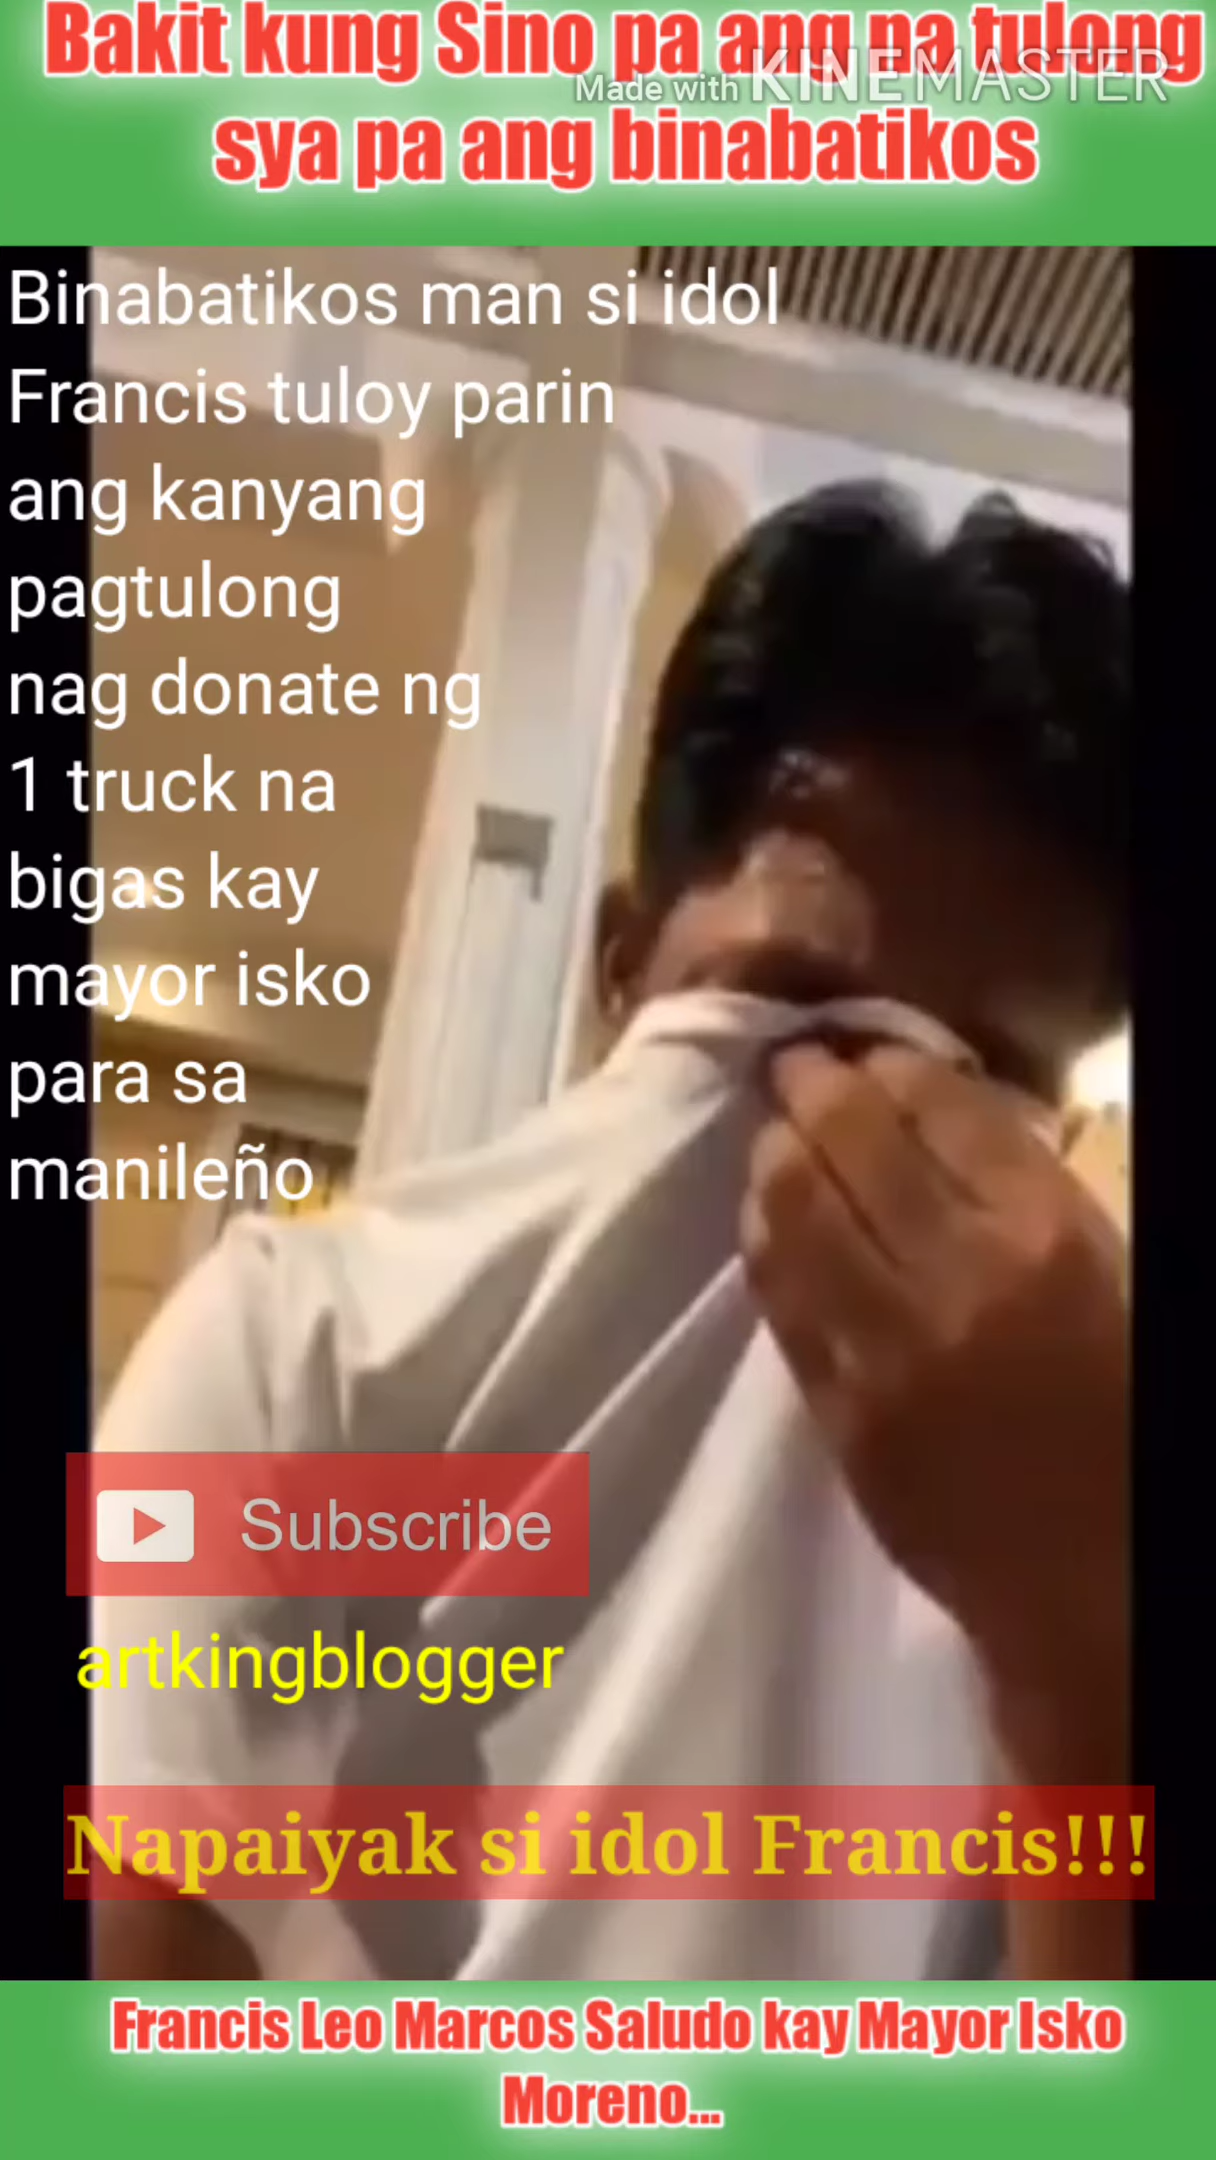 Bakit kung Sino pa ang pa tulong
Made with KINEMASTER
sya pa ang binabatikos
Binabatikos man si idol
Francis tuloy parin
ang kanyang
pagtulong
nag donate ng
1 truck na
bigas kay
mayor isko
para sa
manileño
Subscribe
artkingblogger
Napaiyak si idol Francis!!!
Francis Leo Marcos Saludo kay Mayor Isko
Moreno...